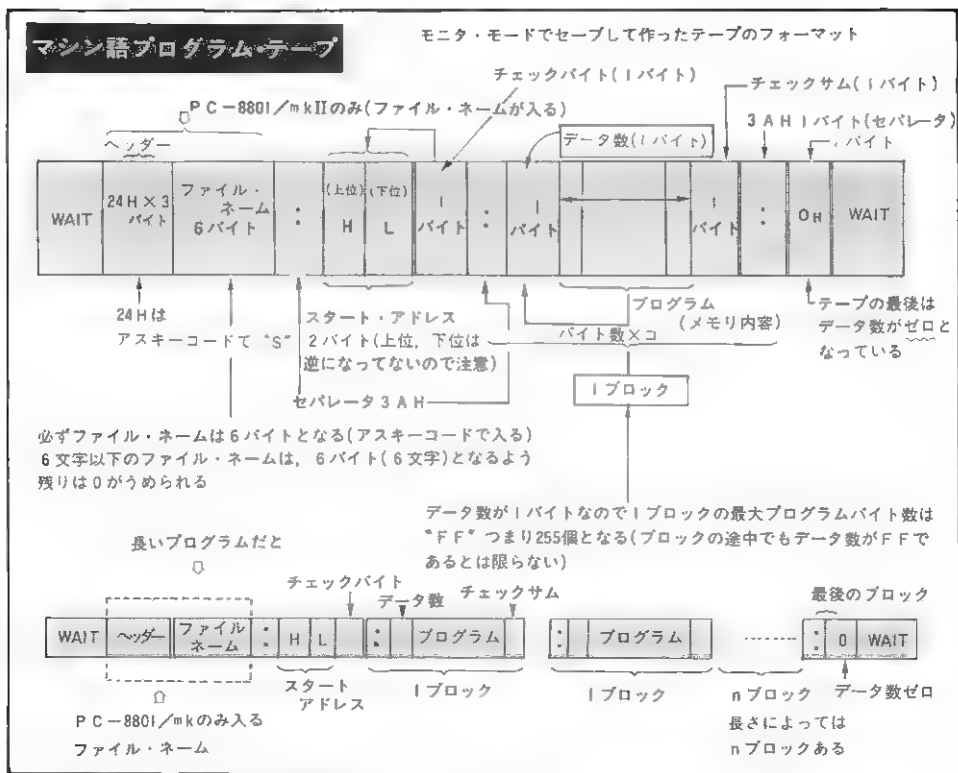 マシン語プログラム・テープ
モニタ・モードでセーブして作ったテープのフォーマット
チェックバイト(1バイト)
チェックサム(1バイト)
PC-8801/mkIIのみ(ファイル・ネームが入る)
データ数(1バイト)
3AH1バイト(セパレータ)
バイト
ヘッダー
WAIT
24H×3
バイト
ファイル・
ネーム
6バイト
:
(上位)
H
(下位)
L
1
バイト
:
1
バイト
1
バイト
:
0H
WAIT
24Hは
アスキーコードで "S"
スタート・アドレス
2バイト(上位,下位は
逆になってないので注意)
セパレータ3AH
プログラム
(メモリ内容)
バイト数×コ
1ブロック
テープの最後は
データ数がゼロと
なっている
必ずファイル・ネームは6バイトとなる(アスキーコードで入る)
6文字以下のファイル・ネームは,6バイト(6文字)となるよう
残りは0がうめられる
データ数が1バイトなので1ブロックの最大プログラムバイト数は
"FF" つまり255個となる(ブロックの途中でもデータ数がFFで
あるとは限らない)
長いプログラムだと
チェックバイト
データ数
チェックサム
最後のブロック
WAIT
ヘッダー
ファイル
ネーム
:
H
L
:
プログラム
:
プログラム
:
0
WAIT
スタート
アドレス
1ブロック
1ブロック
nブロック
データ数ゼロ
長さによっては
nブロックある
PC-8801/mkのみ入る
ファイル・ネーム